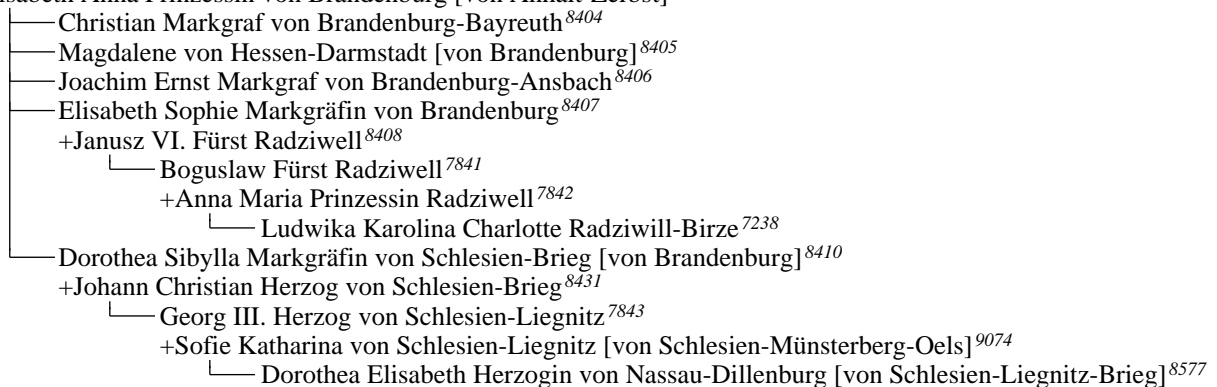 Christian Markgraf von Brandenburg-Bayreuth 8404
Magdalene von Hessen-Darmstadt [von Brandenburg] 8405
Joachim Ernst Markgraf von Brandenburg-Ansbach 8406
Elisabeth Sophie Markgräfin von Brandenburg 8407
+Janusz VI. Fürst Radziwell 8408
Boguslaw Fürst Radziwell 7841
+Anna Maria Prinzessin Radziwell 7842
Ludwika Karolina Charlotte Radziwill-Birze 7238
Dorothea Sibylla Markgräfin von Schlesien-Brieg [von Brandenburg] 8410
+Johann Christian Herzog von Schlesien-Brieg 8431
Georg III. Herzog von Schlesien-Liegnitz 7843
+Sofie Katharina von Schlesien-Liegnitz [von Schlesien-Münsterberg-Oels] 9074
Dorothea Elisabeth Herzogin von Nassau-Dillenburg [von Schlesien-Liegnitz-Brieg] 8577